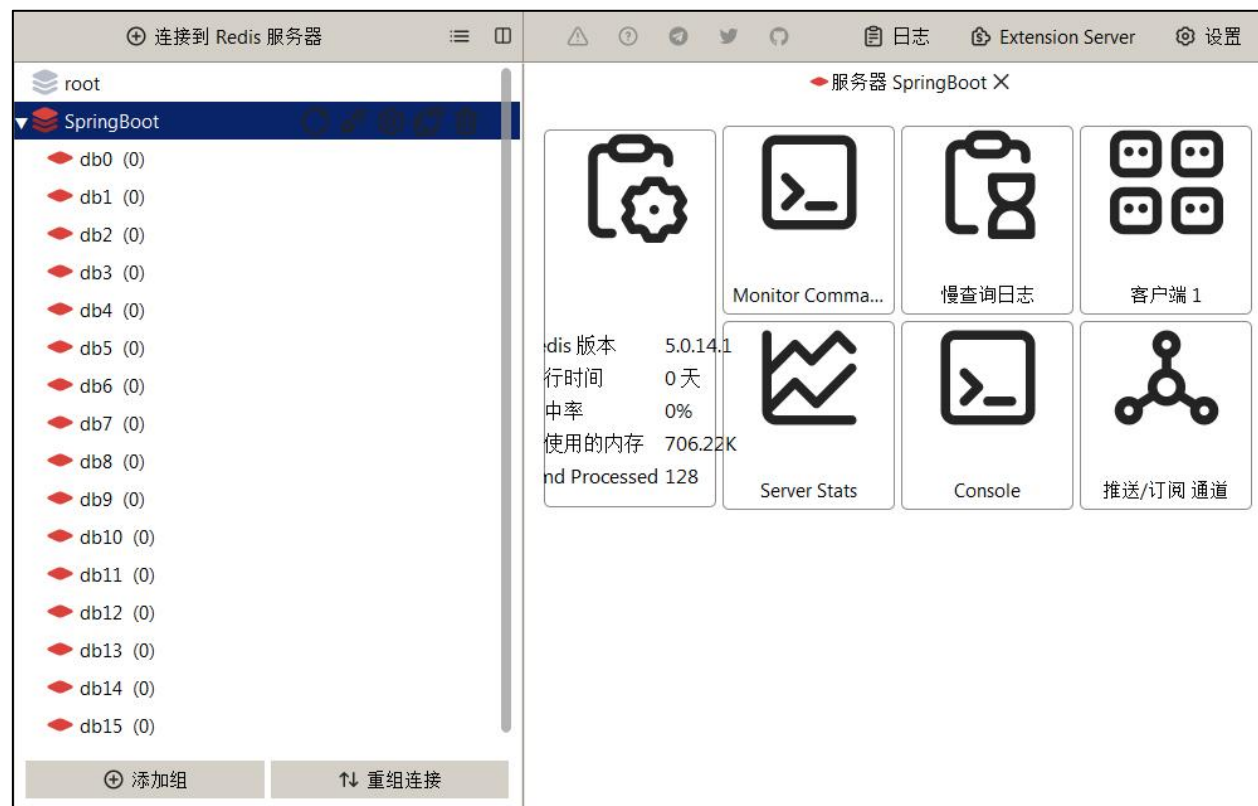 连接到 Redis 服务器
日志
Extension Server
设置
root
SpringBoot
db0 (0)
db1 (0)
db2 (0)
db3 (0)
db4 (0)
db5 (0)
db6 (0)
db7 (0)
db8 (0)
db9 (0)
db10 (0)
db11 (0)
db12 (0)
db13 (0)
db14 (0)
db15 (0)
添加组
重组连接
服务器 SpringBoot
edis 版本 5.0.14.1
行时间 0 天
中率 0%
使用的内存 706.22K
nd Processed 128
Monitor Comma...
慢查询日志
客户端 1
Server Stats
Console
推送/订阅 通道